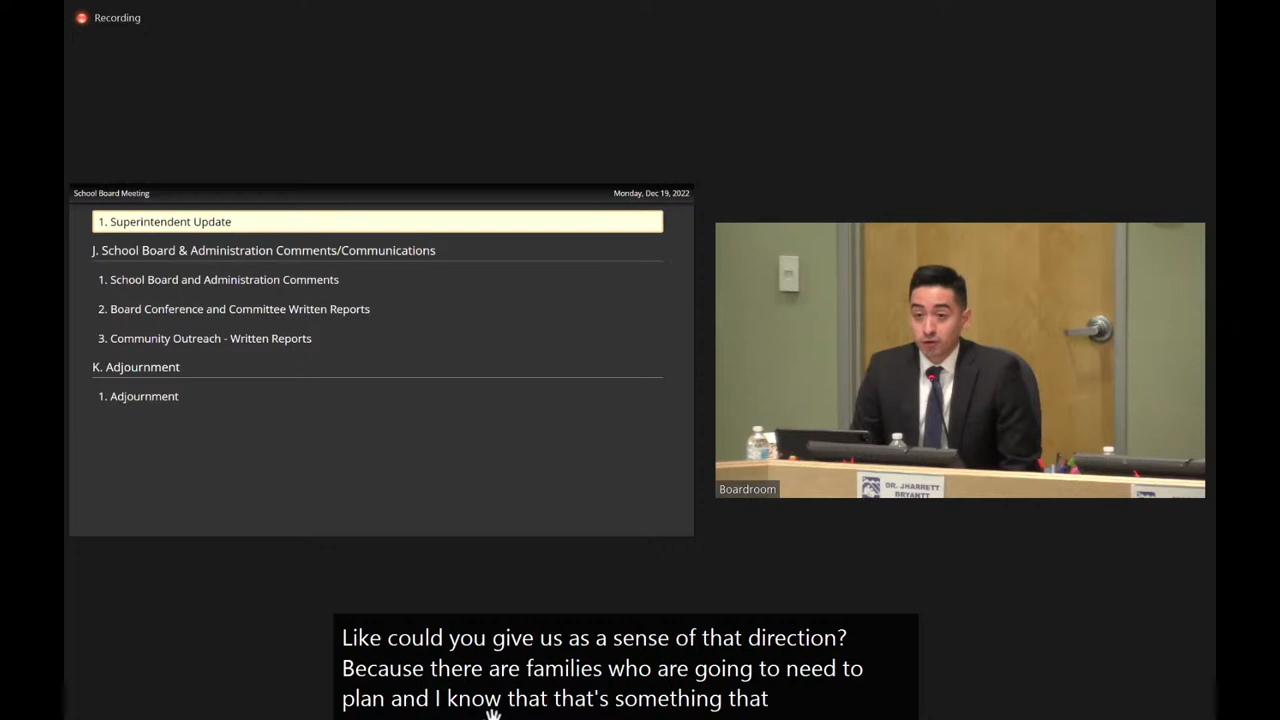 Recording
School Board Meeting
Monday, Dec 19, 2022
1. Superintendent Update
J. School Board & Administration Comments/Communications
1. School Board and Administration Comments
2. Board Conference and Committee Written Reports
3. Community Outreach - Written Reports
K. Adjournment
1. Adjournment
DR. JHARRETT
BRYANTT
Boardroom
Like could you give us as a sense of that direction?
Because there are families who are going to need to
plan and I know that that's something that